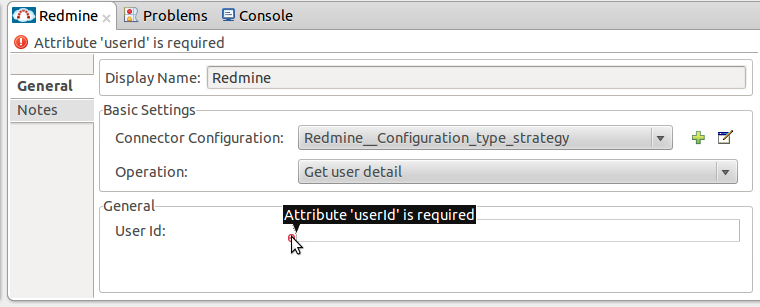 Redmine
Problems
Console
Attribute 'userId' is required
General
Notes
Display Name: Redmine
Basic Settings
Connector Configuration: Redmine__Configuration_type_strategy
Operation: Get user detail
General
Attribute 'userId' is required
User Id: